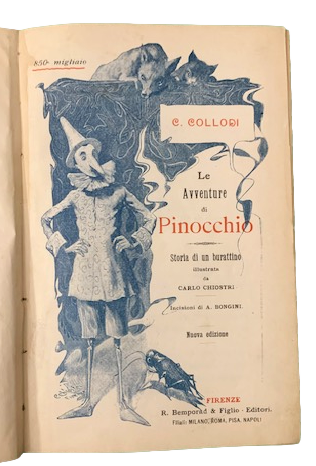 850º migliaio
C. COLLODI
Le
Avventure
di
Pinocchio
Storia di un burattino
illustrata
da
CARLO CHIOSTRI
Incisioni di A. BONGINI.
Nuova edizione
FIRENZE
R. Bemporad & Figlio - Editori.
Filiali: MILANO, ROMA, PISA, NAPOLI